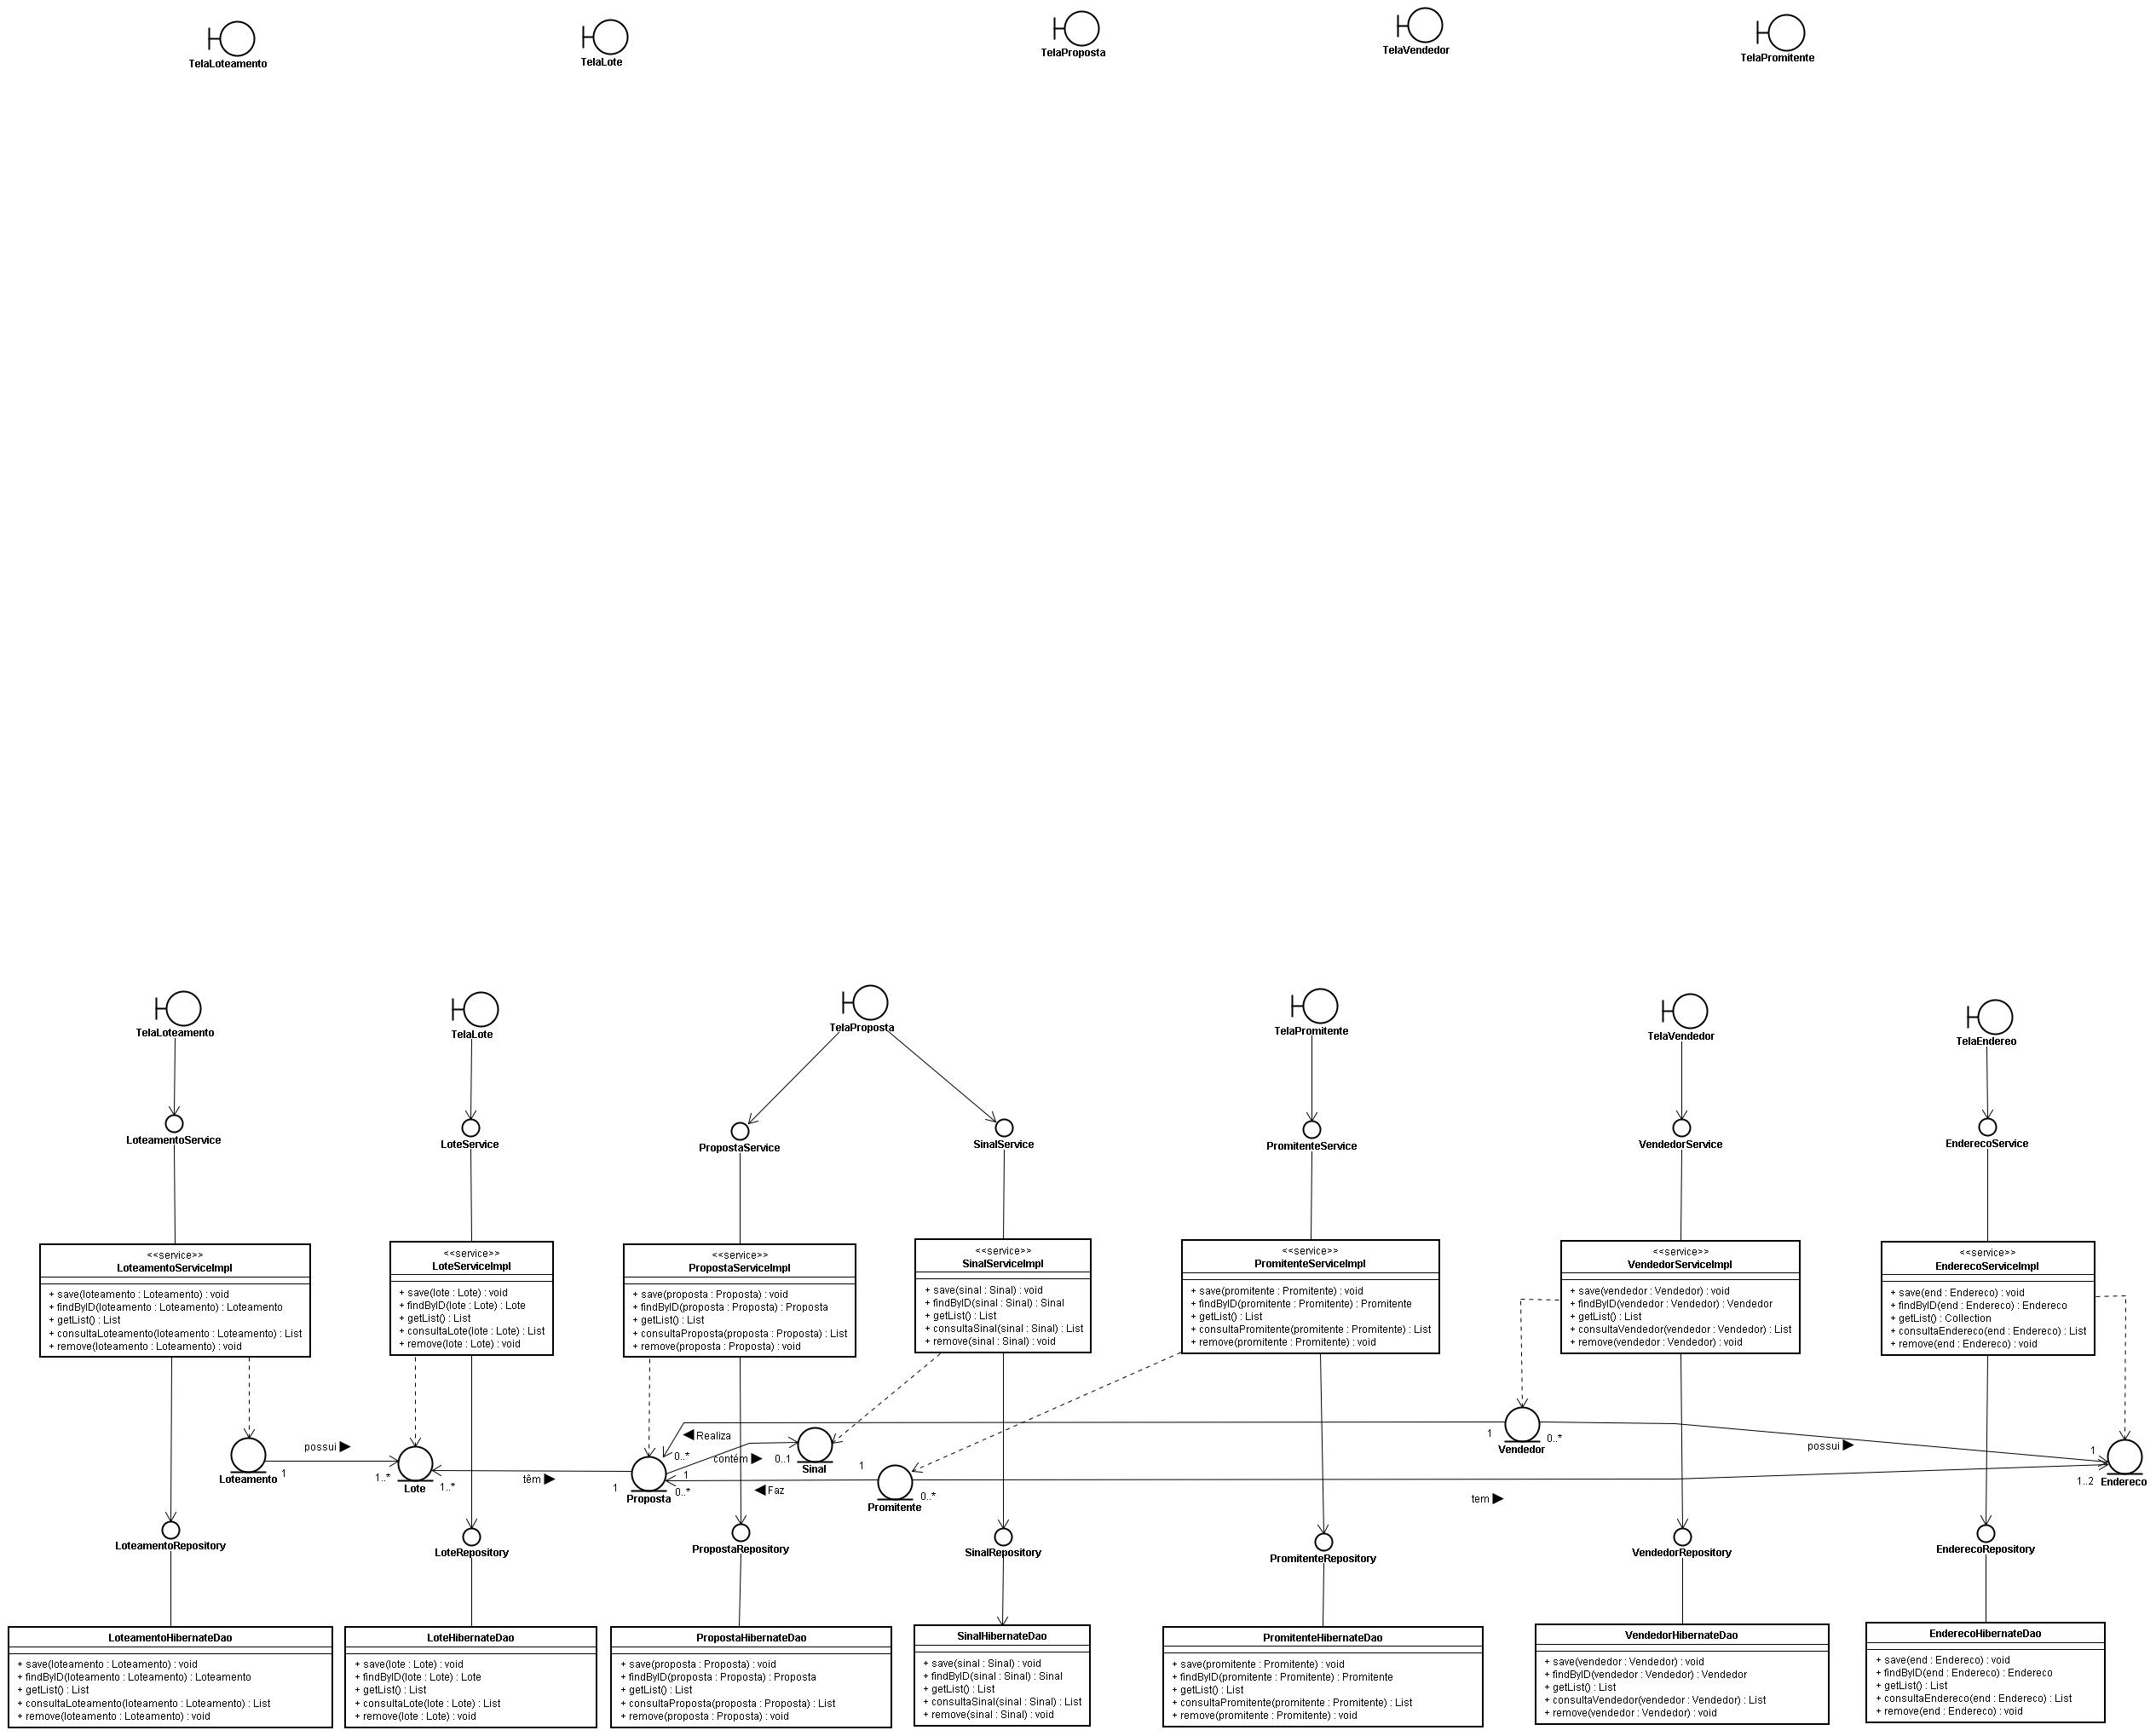 TelaLoteamento
TelaLote
TelaProposta
TelaVendedor
TelaPromitente
TelaLoteamento
TelaLote
TelaProposta
TelaPromitente
TelaVendedor
TelaEndereo
LoteamentoService
LoteService
PropostaService
SinalService
PromitenteService
VendedorService
EnderecoService
<<service>>
LoteamentoServiceImpl
+ save(loteamento : Loteamento) : void
+ findByID(loteamento : Loteamento) : Loteamento
+ getList() : List
+ consultaLoteamento(loteamento : Loteamento) : List
+ remove(loteamento : Loteamento) : void
<<service>>
LoteServiceImpl
+ save(lote : Lote) : void
+ findByID(lote : Lote) : Lote
+ getList() : List
+ consultaLote(lote : Lote) : List
+ remove(lote : Lote) : void
<<service>>
PropostaServiceImpl
+ save(proposta : Proposta) : void
+ findByID(proposta : Proposta) : Proposta
+ getList() : List
+ consultaProposta(proposta : Proposta) : List
+ remove(proposta : Proposta) : void
<<service>>
SinalServiceImpl
+ save(sinal : Sinal) : void
+ findByID(sinal : Sinal) : Sinal
+ getList() : List
+ consultaSinal(sinal : Sinal) : List
+ remove(sinal : Sinal) : void
<<service>>
PromitenteServiceImpl
+ save(promitente : Promitente) : void
+ findByID(promitente : Promitente) : Promitente
+ getList() : List
+ consultaPromitente(promitente : Promitente) : List
+ remove(promitente : Promitente) : void
<<service>>
VendedorServiceImpl
+ save(vendedor : Vendedor) : void
+ findByID(vendedor : Vendedor) : Vendedor
+ getList() : List
+ consultaVendedor(vendedor : Vendedor) : List
+ remove(vendedor : Vendedor) : void
<<service>>
EnderecoServiceImpl
+ save(end : Endereco) : void
+ findByID(end : Endereco) : Endereco
+ getList() : Collection
+ consultaEndereco(end : Endereco) : List
+ remove(end : Endereco) : void
possui
1
1..*
Loteamento
Lote
1..*
têm
1
Proposta
Realiza
0..*
1
0..*
contém
0..1
Sinal
Faz
1
Promitente
0..*
tem
1
0..*
Vendedor
possui
1
1..2
Endereco
LoteamentoRepository
LoteRepository
PropostaRepository
SinalRepository
PromitenteRepository
VendedorRepository
EnderecoRepository
LoteamentoHibernateDao
+ save(loteamento : Loteamento) : void
+ findByID(loteamento : Loteamento) : Loteamento
+ getList() : List
+ consultaLoteamento(loteamento : Loteamento) : List
+ remove(loteamento : Loteamento) : void
LoteHibernateDao
+ save(lote : Lote) : void
+ findByID(lote : Lote) : Lote
+ getList() : List
+ consultaLote(lote : Lote) : List
+ remove(lote : Lote) : void
PropostaHibernateDao
+ save(proposta : Proposta) : void
+ findByID(proposta : Proposta) : Proposta
+ getList() : List
+ consultaProposta(proposta : Proposta) : List
+ remove(proposta : Proposta) : void
SinalHibernateDao
+ save(sinal : Sinal) : void
+ findByID(sinal : Sinal) : Sinal
+ getList() : List
+ consultaSinal(sinal : Sinal) : List
+ remove(sinal : Sinal) : void
PromitenteHibernateDao
+ save(promitente : Promitente) : void
+ findByID(promitente : Promitente) : Promitente
+ getList() : List
+ consultaPromitente(promitente : Promitente) : List
+ remove(promitente : Promitente) : void
VendedorHibernateDao
+ save(vendedor : Vendedor) : void
+ findByID(vendedor : Vendedor) : Vendedor
+ getList() : List
+ consultaVendedor(vendedor : Vendedor) : List
+ remove(vendedor : Vendedor) : void
EnderecoHibernateDao
+ save(end : Endereco) : void
+ findByID(end : Endereco) : Endereco
+ getList() : List
+ consultaEndereco(end : Endereco) : List
+ remove(end : Endereco) : void